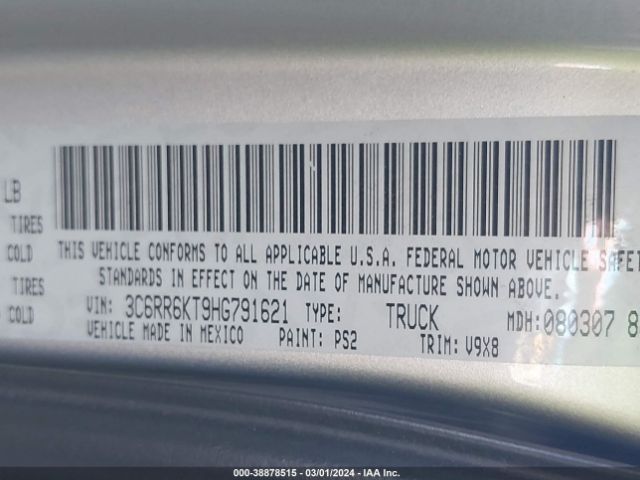 LB
TIRES
COLD THIS VEHICLE CONFORMS TO ALL APPLICABLE U.S.A. FEDERAL MOTOR VEHICLE SAFET
TIRES STANDARDS IN EFFECT ON THE DATE OF MANUFACTURE SHOWN ABOVE.
COLD VIN: 3C6RR6KT9HG791621 TYPE: TRUCK MDH:080307 8
VEHICLE MADE IN MEXICO PAINT: PS2 TRIM: V9X8
000-38878515 — 03/01/2024 — IAA Inc.